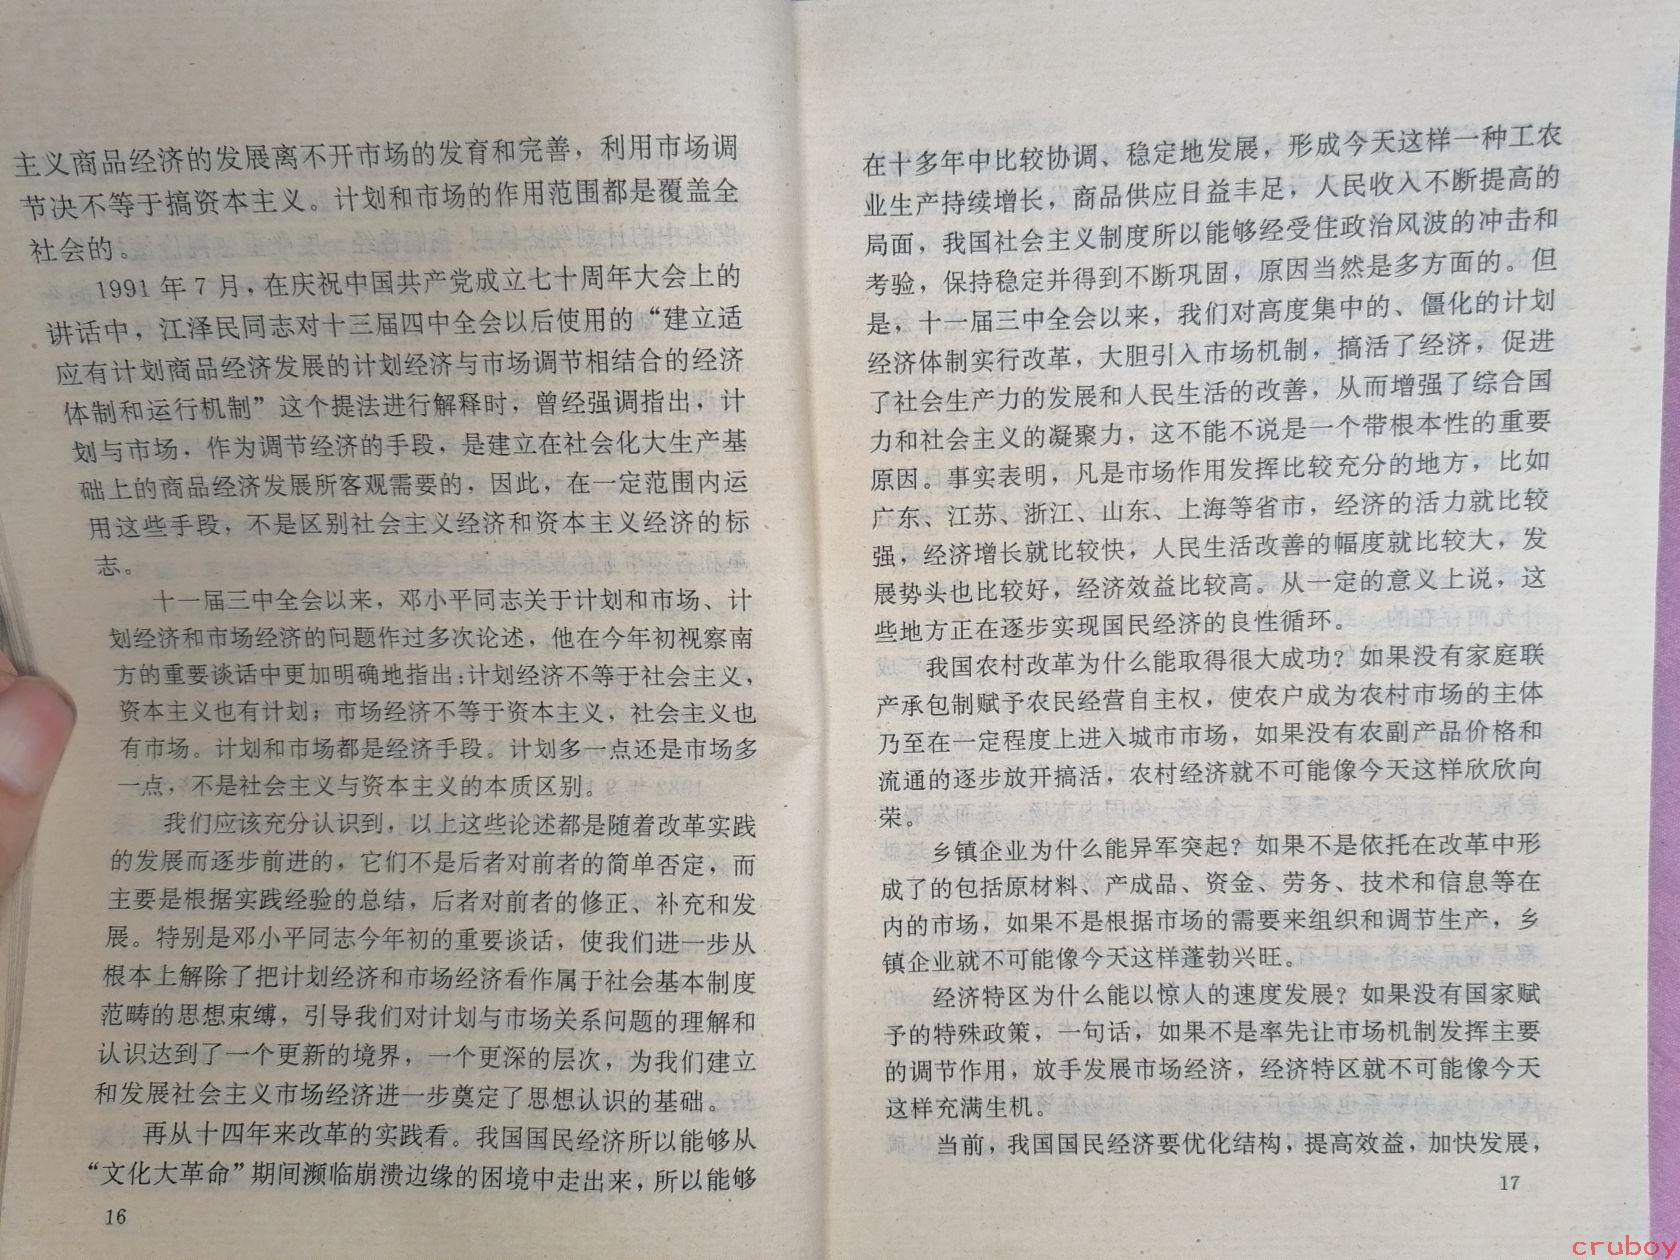 主义商品经济的发展离不开市场的发育和完善，利用市场调
节决不等于搞资本主义。计划和市场的作用范围都是覆盖全
社会的。
1991年7月，在庆祝中国共产党成立七十周年大会上的
讲话中，江泽民同志对十三届四中全会以后使用的“建立适
应有计划商品经济发展的计划经济与市场调节相结合的经济
体制和运行机制”这个提法进行解释时，曾经强调指出，计
划与市场，作为调节经济的手段，是建立在社会化大生产基
础上的商品经济发展所客观需要的，因此，在一定范围内运
用这些手段，不是区别社会主义经济和资本主义经济的标
志。
十一届三中全会以来，邓小平同志关于计划和市场、计
划经济和市场经济的问题作过多次论述，他在今年初视察南
方的重要谈话中更加明确地指出：计划经济不等于社会主义，
资本主义也有计划；市场经济不等于资本主义，社会主义也
有市场。计划和市场都是经济手段。计划多一点还是市场多
一点，不是社会主义与资本主义的本质区别。
我们应该充分认识到，以上这些论述都是随着改革实践
的发展而逐步前进的，它们不是后者对前者的简单否定，而
主要是根据实践经验的总结，后者对前者的修正、补充和发
展。特别是邓小平同志今年初的重要谈话，使我们进一步从
根本上解除了把计划经济和市场经济看作属于社会基本制度
范畴的思想束缚，引导我们对计划与市场关系问题的理解和
认识达到了一个更新的境界，一个更深的层次，为我们建立
和发展社会主义市场经济进一步奠定了思想认识的基础。
再从十四年来改革的实践看。我国国民经济所以能够从
“文化大革命”期间濒临崩溃边缘的困境中走出来，所以能够
16
在十多年中比较协调、稳定地发展，形成今天这样一种工农
业生产持续增长，商品供应日益丰足，人民收入不断提高的
局面，我国社会主义制度所以能够经受住政治风波的冲击和
考验，保持稳定并得到不断巩固，原因当然是多方面的。但
是，十一届三中全会以来，我们对高度集中的、僵化的计划
经济体制实行改革，大胆引入市场机制，搞活了经济，促进
了社会生产力的发展和人民生活的改善，从而增强了综合国
力和社会主义的凝聚力，这不能不说是一个带根本性的重要
原因。事实表明，凡是市场作用发挥比较充分的地方，比如
广东、江苏、浙江、山东、上海等省市，经济的活力就比较
强，经济增长就比较快，人民生活改善的幅度就比较大，发
展势头也比较好，经济效益比较高。从一定的意义上说，这
些地方正在逐步实现国民经济的良性循环。
我国农村改革为什么能取得很大成功？如果没有家庭联
产承包制赋予农民经营自主权，使农户成为农村市场的主体
乃至在一定程度上进入城市市场，如果没有农副产品价格和
流通的逐步放开搞活，农村经济就不可能像今天这样欣欣向
荣。
乡镇企业为什么能异军突起？如果不是依托在改革中形
成了的包括原材料、产成品、资金、劳务、技术和信息等在
内的市场，如果不是根据市场的需要来组织和调节生产，乡
镇企业就不可能像今天这样蓬勃兴旺。
经济特区为什么能以惊人的速度发展？如果没有国家赋
予的特殊政策，一句话，如果不是率先让市场机制发挥主要
的调节作用，放手发展市场经济，经济特区就不可能像今天
这样充满生机。
当前，我国国民经济要优化结构，提高效益，加快发展，
17
cruboy